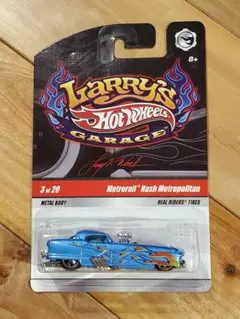 Larry's
8+
Hot Wheels
GARAGE
3 of 20
Metrorail® Nash Metropolitan
METAL BODY
REAL RIDERS® TIRES